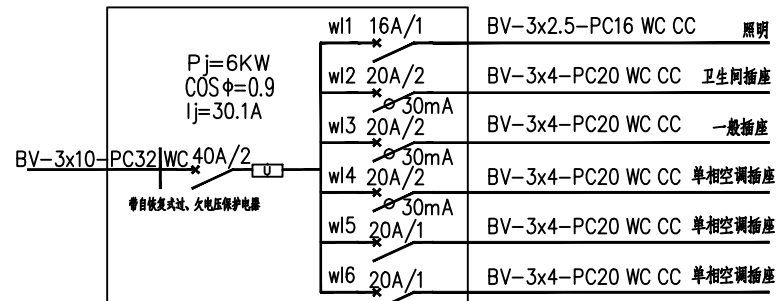 wl1 16A/1 BV-3x2.5-PC16 WC CC 照明
Pj=6KW
COSΦ=0.9
Ij=30.1A
wl2 20A/2 BV-3x4-PC20 WC CC 卫生间插座
30mA
wl3 20A/2 BV-3x4-PC20 WC CC 一般插座
30mA
BV-3x10-PC32 WC 40A/2 U
带自恢复式过、欠电压保护电器
wl4 20A/2 BV-3x4-PC20 WC CC 单相空调插座
30mA
wl5 20A/1 BV-3x4-PC20 WC CC 单相空调插座
wl6 20A/1 BV-3x4-PC20 WC CC 单相空调插座